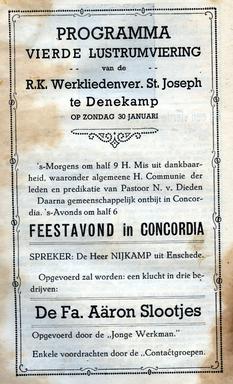 PROGRAMMA
VIERDE LUSTRUMVIERING
van de
R.K. Werkliedenver. St. Joseph
te Denekamp
OP ZONDAG 30 JANUARI
's-Morgens om half 9 H. Mis uit dankbaar-
heid, waaronder algemeene H. Communie der
leden en predikatie van Pastoor N. v. Dieden
Daarna gemeenschappelijk ontbijt in Concor-
dia. 's-Avonds om half 6
FEESTAVOND in CONCORDIA
SPREKER: De Heer NIJKAMP uit Enschede.
Opgevoerd zal worden: een klucht in drie be-
drijven:
De Fa. Aäron Slootjes
Opgevoerd door de „Jonge Werkman."
Enkele voordrachten door de „Contactgroepen.